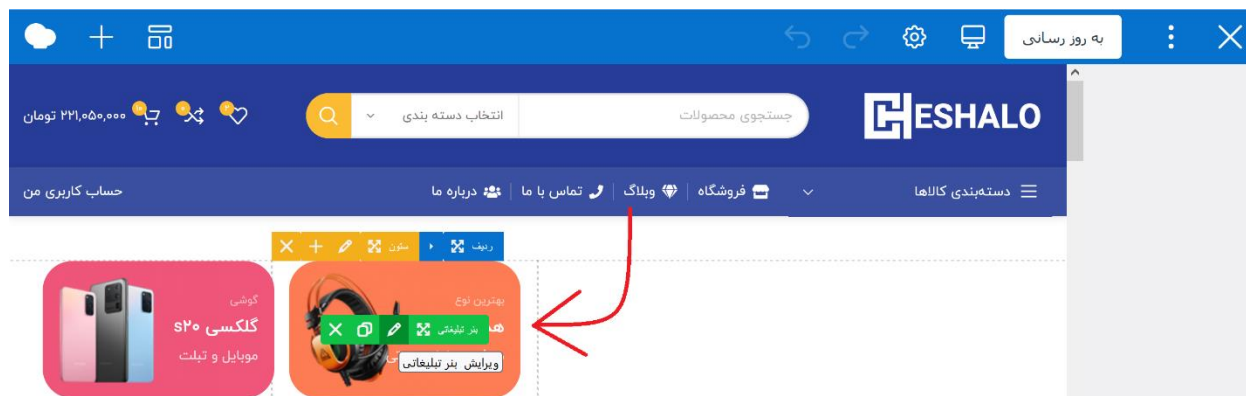 به روز رسانی
CHESHALO
جستجوی محصولات
انتخاب دسته بندی
۲۲۱,۰۵۰,۰۰۰ تومان
دسته‌بندی کالاها
فروشگاه
وبلاگ
تماس با ما
درباره ما
حساب کاربری من
ردیف
ستون
بهترین نوع
بنر تبلیغاتی
ویرایش بنر تبلیغاتی
گوشی
گلکسی s۲۰
موبایل و تبلت